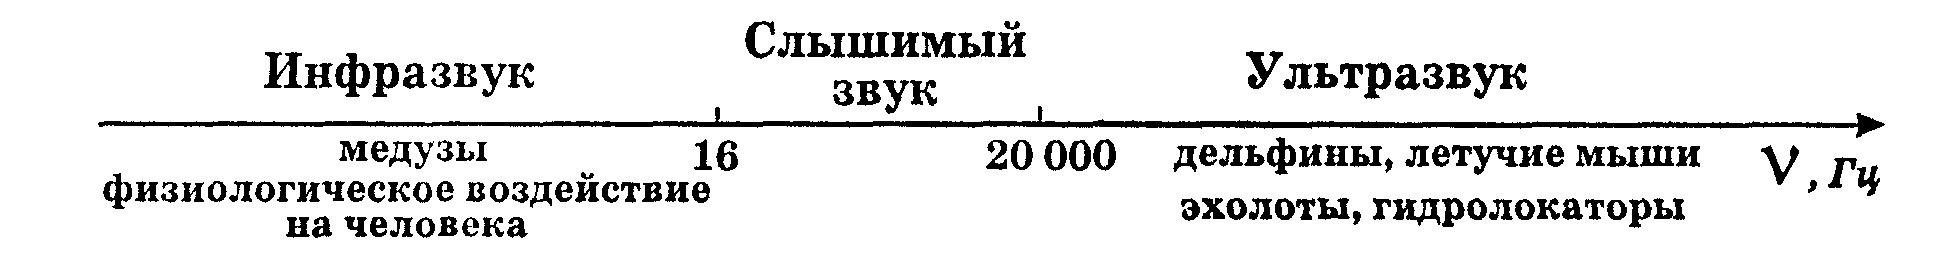 Инфразвук
Слышимый
звук
Ультразвук
медузы
физиологическое воздействие
на человека
16
20 000
дельфины, летучие мыши
эхолоты, гидролокаторы
ν, Гц